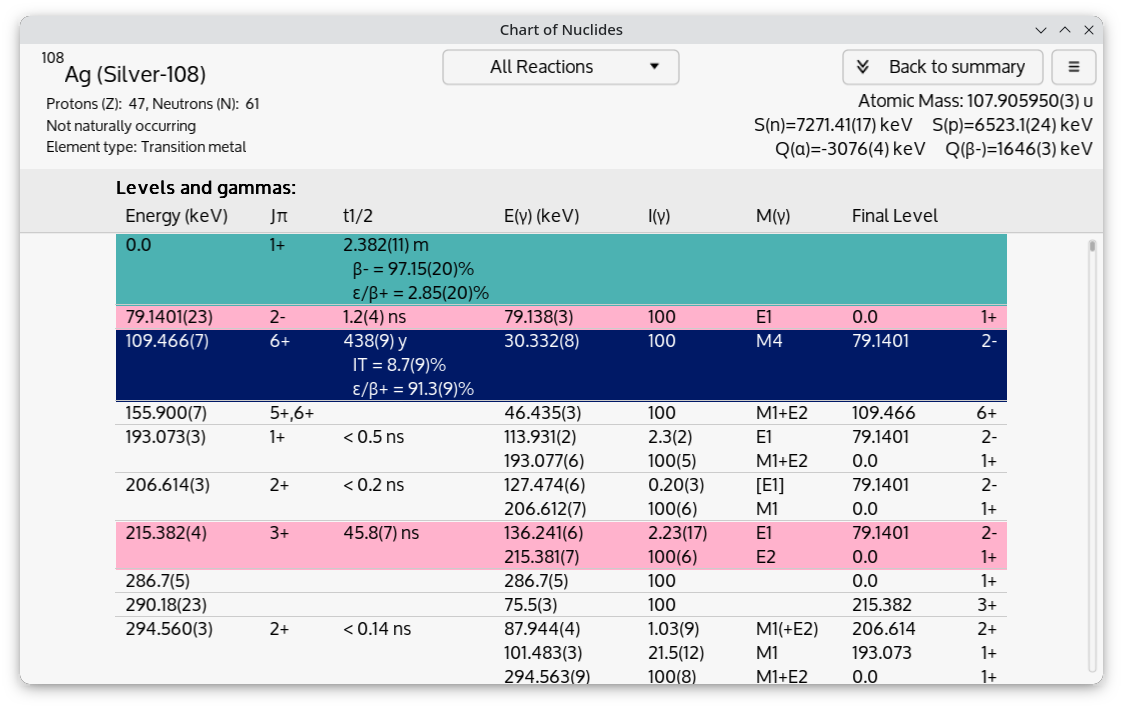 Chart of Nuclides
108Ag (Silver-108)
All Reactions
Back to summary
Protons (Z): 47, Neutrons (N): 61
Not naturally occurring
Element type: Transition metal
Atomic Mass: 107.905950(3) u
S(n)=7271.41(17) keV S(p)=6523.1(24) keV
Q(α)=-3076(4) keV Q(β-)=1646(3) keV
Levels and gammas:
Energy (keV) Jπ t1/2 E(γ) (keV) I(γ) M(γ) Final Level
0.0 1+ 2.382(11) m
β- = 97.15(20)%
ε/β+ = 2.85(20)%
79.1401(23) 2- 1.2(4) ns 79.138(3) 100 E1 0.0 1+
109.466(7) 6+ 438(9) y 30.332(8) 100 M4 79.1401 2-
IT = 8.7(9)%
ε/β+ = 91.3(9)%
155.900(7) 5+,6+ 46.435(3) 100 M1+E2 109.466 6+
193.073(3) 1+ < 0.5 ns 113.931(2) 2.3(2) E1 79.1401 2-
193.077(6) 100(5) M1+E2 0.0 1+
206.614(3) 2+ < 0.2 ns 127.474(6) 0.20(3) [E1] 79.1401 2-
206.612(7) 100(6) M1 0.0 1+
215.382(4) 3+ 45.8(7) ns 136.241(6) 2.23(17) E1 79.1401 2-
215.381(7) 100(6) E2 0.0 1+
286.7(5) 286.7(5) 100 0.0 1+
290.18(23) 75.5(3) 100 215.382 3+
294.560(3) 2+ < 0.14 ns 87.944(4) 1.03(9) M1(+E2) 206.614 2+
101.483(3) 21.5(12) M1 193.073 1+
294.563(9) 100(8) M1+E2 0.0 1+